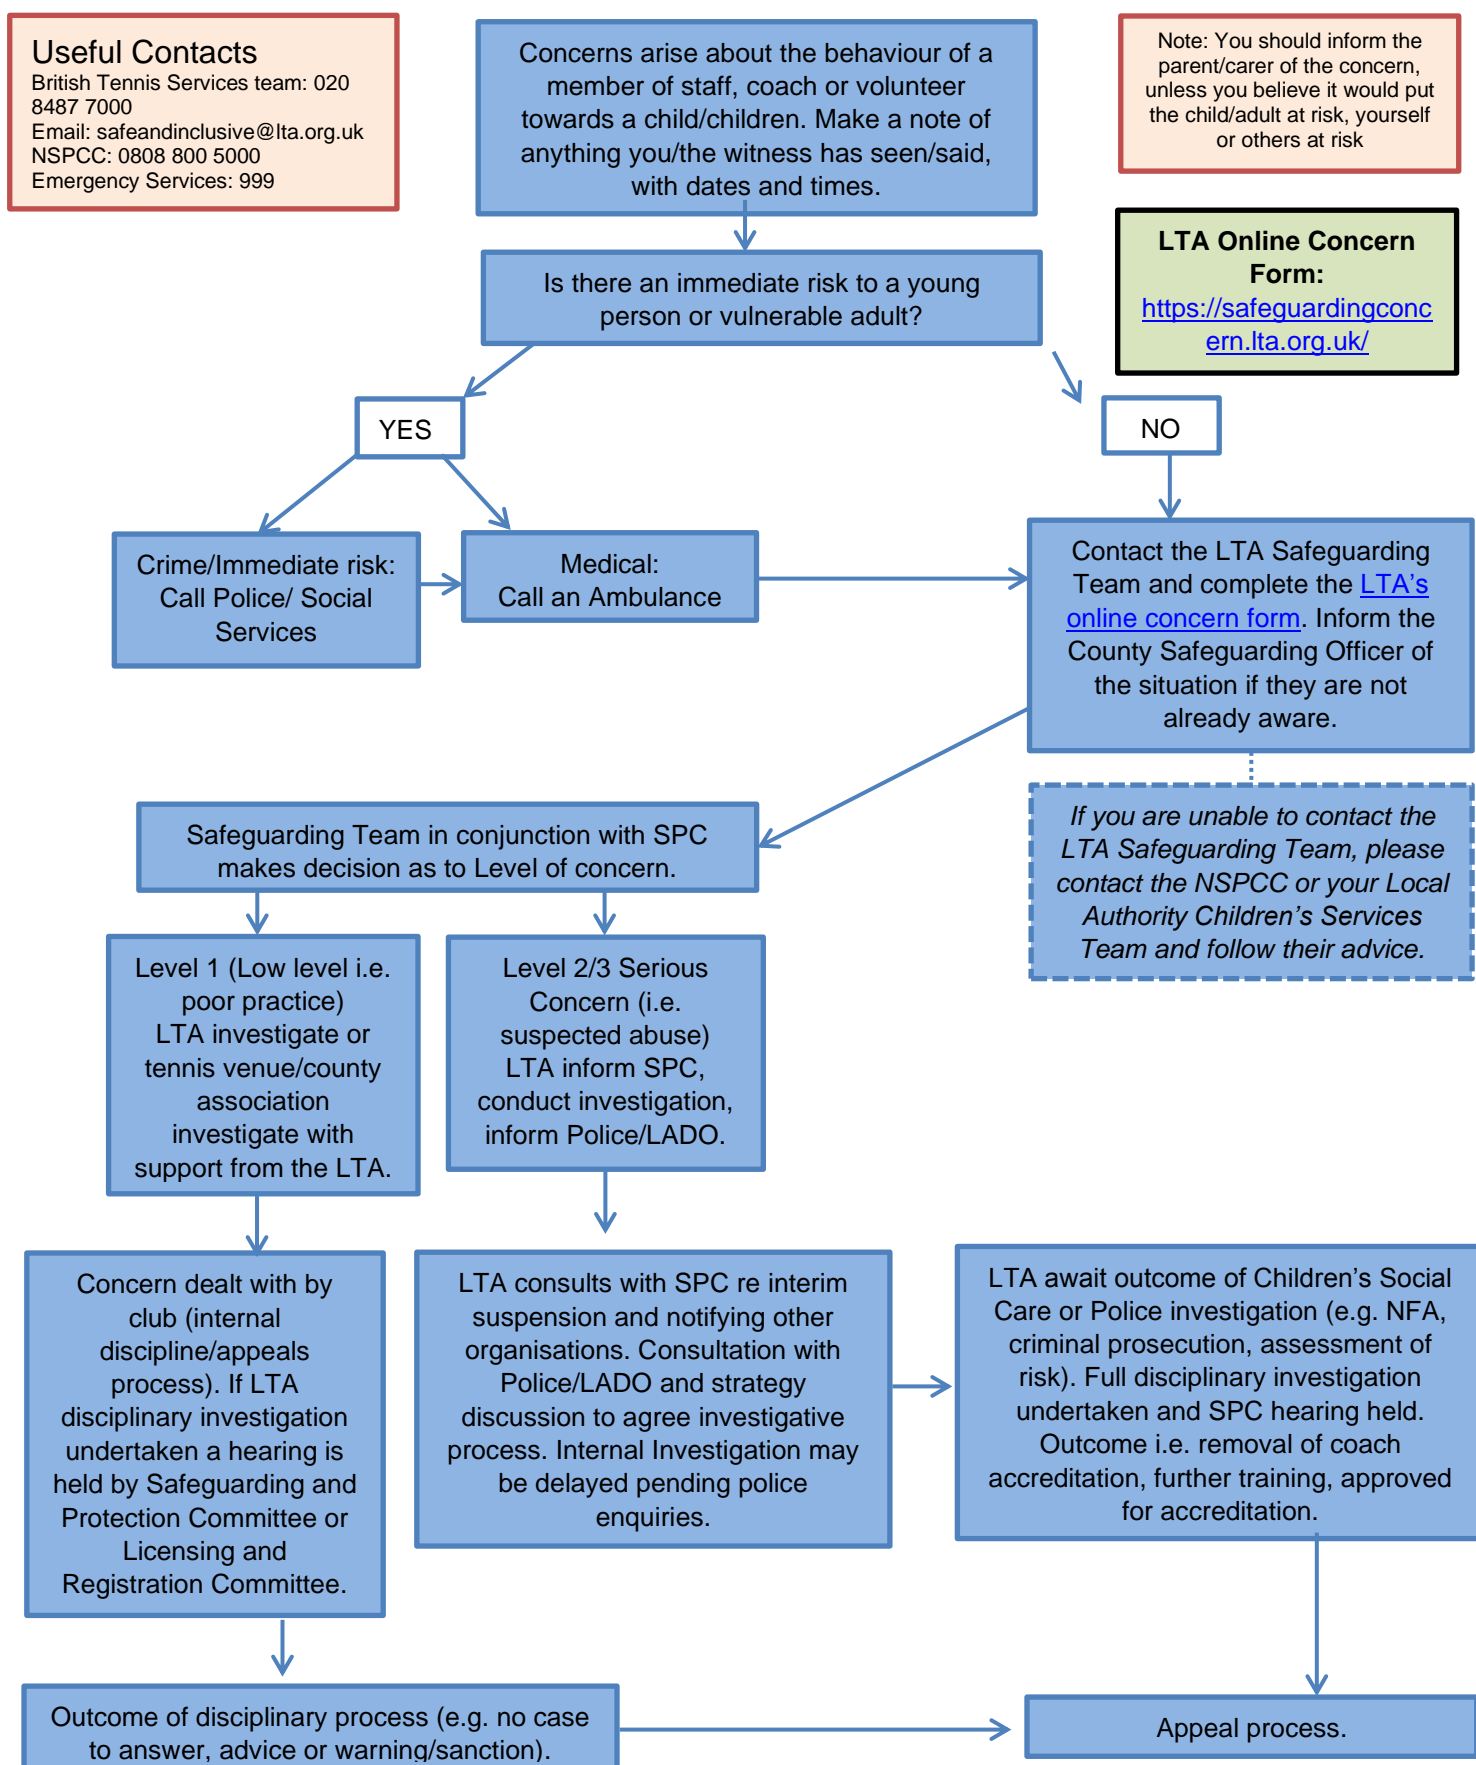 Useful Contacts
British Tennis Services team: 020
8487 7000
Email: safeandinclusive@lta.org.uk
NSPCC: 0808 800 5000
Emergency Services: 999
Concerns arise about the behaviour of a
member of staff, coach or volunteer
towards a child/children. Make a note of
anything you/the witness has seen/said,
with dates and times.
Note: You should inform the
parent/carer of the concern,
unless you believe it would put
the child/adult at risk, yourself
or others at risk
LTA Online Concern
Form:
https://safeguardingconc
ern.lta.org.uk/
Is there an immediate risk to a young
person or vulnerable adult?
YES
NO
Crime/Immediate risk:
Call Police/ Social
Services
Medical:
Call an Ambulance
Contact the LTA Safeguarding
Team and complete the LTA's
online concern form. Inform the
County Safeguarding Officer of
the situation if they are not
already aware.
If you are unable to contact the
LTA Safeguarding Team, please
contact the NSPCC or your Local
Authority Children's Services
Team and follow their advice.
Safeguarding Team in conjunction with SPC
makes decision as to Level of concern.
Level 1 (Low level i.e.
poor practice)
LTA investigate or
tennis venue/county
association
investigate with
support from the LTA.
Level 2/3 Serious
Concern (i.e.
suspected abuse)
LTA inform SPC,
conduct investigation,
inform Police/LADO.
Concern dealt with by
club (internal
discipline/appeals
process). If LTA
disciplinary investigation
undertaken a hearing is
held by Safeguarding and
Protection Committee or
Licensing and
Registration Committee.
LTA consults with SPC re interim
suspension and notifying other
organisations. Consultation with
Police/LADO and strategy
discussion to agree investigative
process. Internal Investigation may
be delayed pending police
enquiries.
LTA await outcome of Children's Social
Care or Police investigation (e.g. NFA,
criminal prosecution, assessment of
risk). Full disciplinary investigation
undertaken and SPC hearing held.
Outcome i.e. removal of coach
accreditation, further training, approved
for accreditation.
Outcome of disciplinary process (e.g. no case
to answer, advice or warning/sanction).
Appeal process.